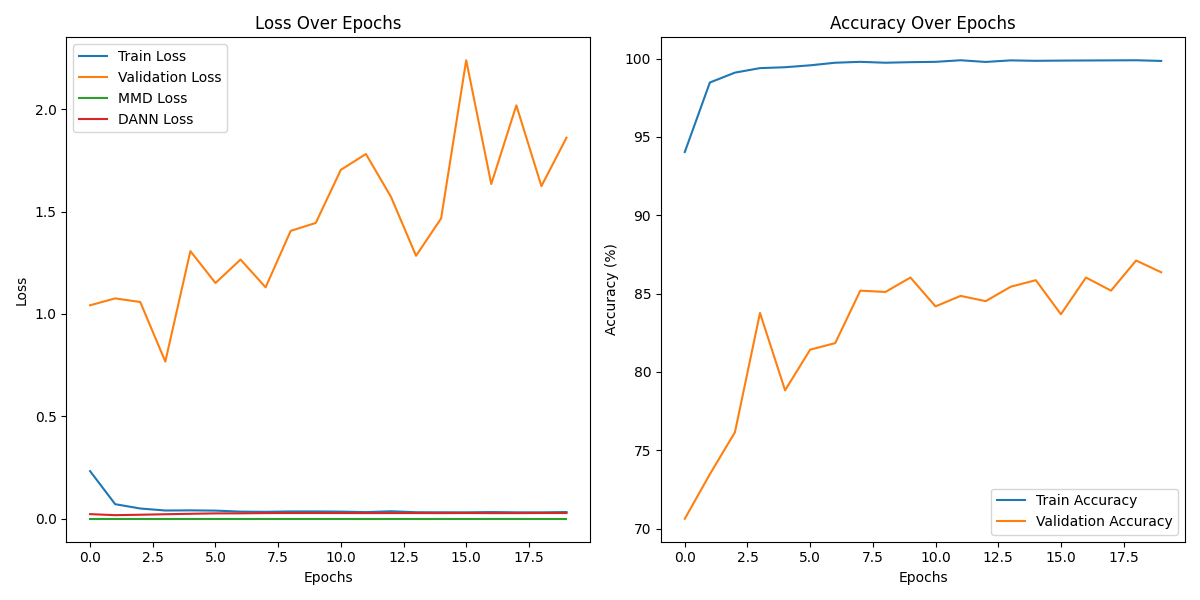 Loss Over Epochs
Train Loss
Validation Loss
MMD Loss
DANN Loss
2.0
1.5
1.0
0.5
0.0
Loss
0.0 2.5 5.0 7.5 10.0 12.5 15.0 17.5
Epochs
Accuracy Over Epochs
100
95
90
85
80
75
70
Accuracy (%)
Train Accuracy
Validation Accuracy
0.0 2.5 5.0 7.5 10.0 12.5 15.0 17.5
Epochs